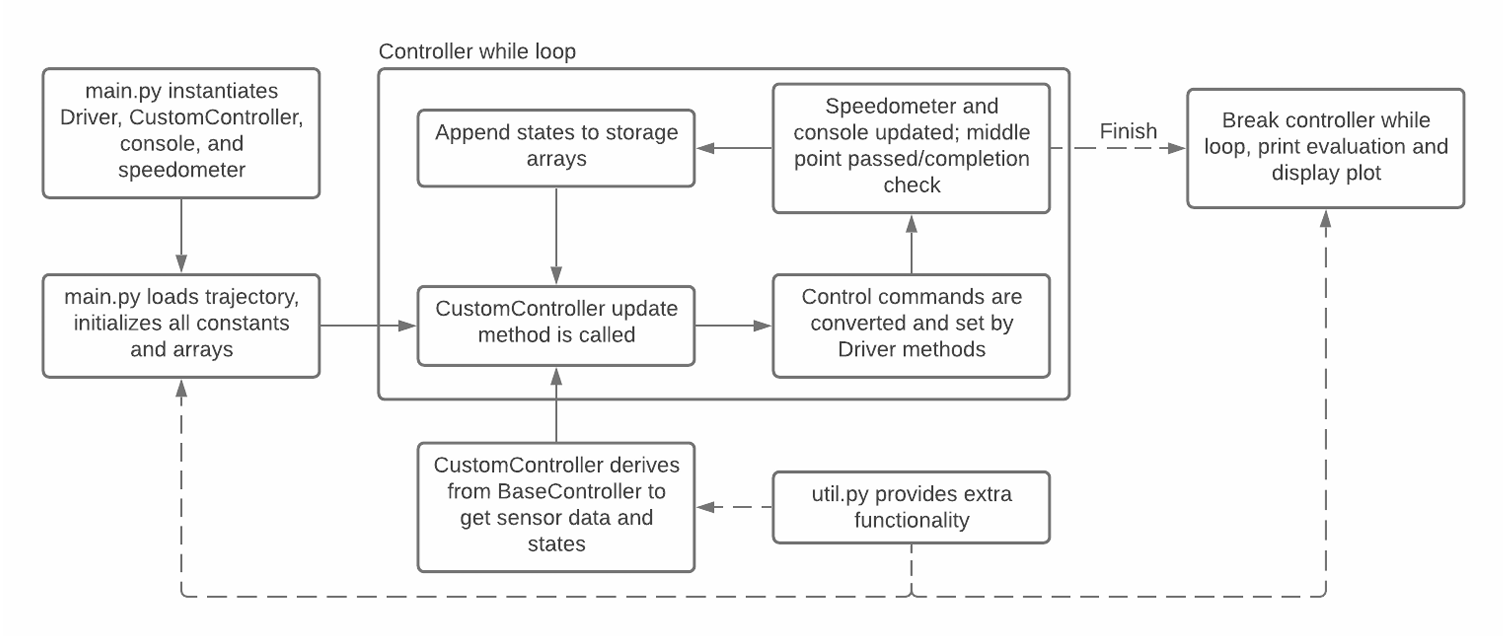 Controller while loop
main.py instantiates
Driver, CustomController,
console, and
speedometer
Append states to storage
arrays
Speedometer and
console updated; middle
point passed/completion
check
Finish
Break controller while
loop, print evaluation and
display plot
main.py loads trajectory,
initializes all constants
and arrays
CustomController update
method is called
Control commands are
converted and set by
Driver methods
CustomController derives
from BaseController to
get sensor data and
states
util.py provides extra
functionality